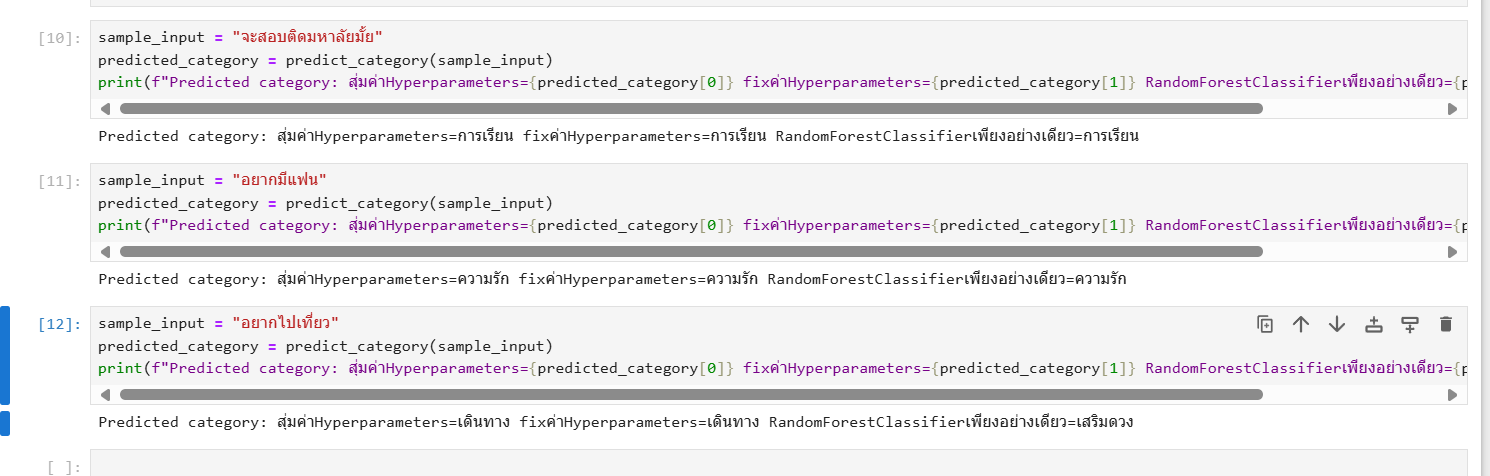 [10]:
sample_input = "จะสอบติดมหาลัยมั้ย"
predicted_category = predict_category(sample_input)
print(f"Predicted category: สุ่มค่าHyperparameters={predicted_category[0]} fixค่าHyperparameters={predicted_category[1]} RandomForestClassifierเพียงอย่างเดียว={p
Predicted category: สุ่มค่าHyperparameters=การเรียน fixค่าHyperparameters=การเรียน RandomForestClassifierเพียงอย่างเดียว=การเรียน
[11]:
sample_input = "อยากมีแฟน"
predicted_category = predict_category(sample_input)
print(f"Predicted category: สุ่มค่าHyperparameters={predicted_category[0]} fixค่าHyperparameters={predicted_category[1]} RandomForestClassifierเพียงอย่างเดียว={p
Predicted category: สุ่มค่าHyperparameters=ความรัก fixค่าHyperparameters=ความรัก RandomForestClassifierเพียงอย่างเดียว=ความรัก
[12]:
sample_input = "อยากไปเที่ยว"
predicted_category = predict_category(sample_input)
print(f"Predicted category: สุ่มค่าHyperparameters={predicted_category[0]} fixค่าHyperparameters={predicted_category[1]} RandomForestClassifierเพียงอย่างเดียว={p
Predicted category: สุ่มค่าHyperparameters=เดินทาง fixค่าHyperparameters=เดินทาง RandomForestClassifierเพียงอย่างเดียว=เสริมดวง
[ ]: